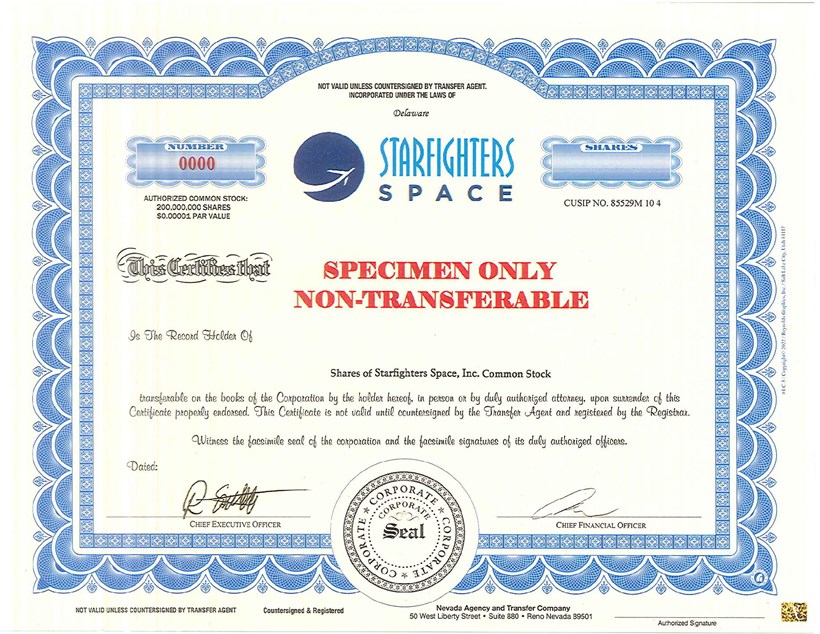 NOT VALID UNLESS COUNTERSIGNED BY TRANSFER AGENT.
INCORPORATED UNDER THE LAWS OF
Delaware
NUMBER
0000
STARFIGHTERS
SPACE
SHARES
AUTHORIZED COMMON STOCK:
200,000,000 SHARES
$0.00001 PAR VALUE
CUSIP NO. 85529M 10 4
This Certifies that
SPECIMEN ONLY
NON-TRANSFERABLE
Is The Record Holder Of
Shares of Starfighters Space, Inc. Common Stock
transferable on the books of the Corporation by the holder hereof, in person or by duly authorized attorney, upon surrender of this
Certificate properly endorsed. This Certificate is not valid until countersigned by the Transfer Agent and registered by the Registrar.
Witness the facsimile seal of the corporation and the facsimile signatures of its duly authorized officers.
Dated:
CHIEF EXECUTIVE OFFICER
CORPORATE
CORPORATE
CORPORATE
CORPORATE
Seal
CHIEF FINANCIAL OFFICER
NOT VALID UNLESS COUNTERSIGNED BY TRANSFER AGENT
Countersigned & Registered
Nevada Agency and Transfer Company
50 West Liberty Street • Suite 880 • Reno Nevada 89501
Authorized Signature